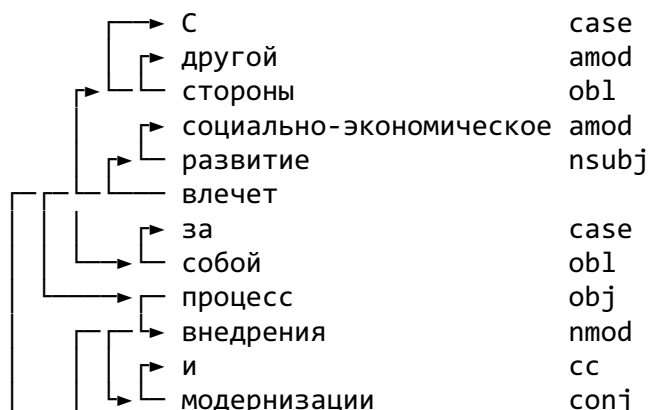 С case
другой amod
стороны obl
социально-экономическое amod
развитие nsubj
влечет
за case
собой obl
процесс obj
внедрения nmod
и cc
модернизации conj